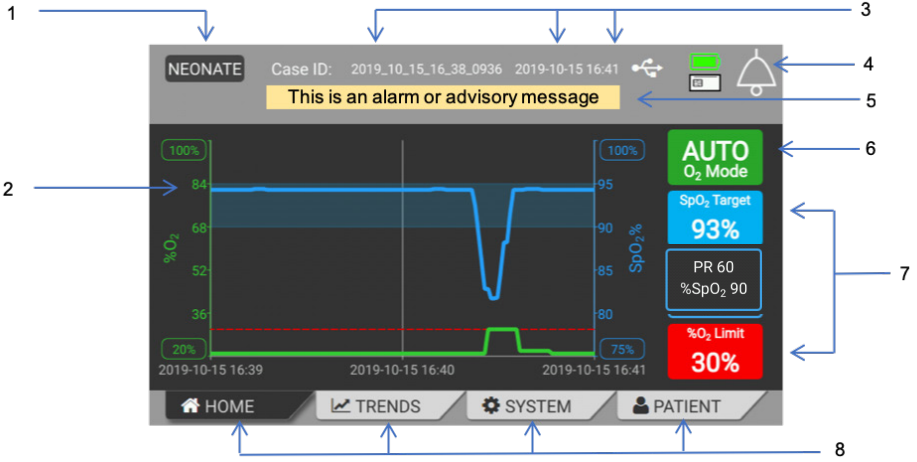 1
3
NEONATE
Case ID: 2019_10_15_16_38_0936 2019-10-15 16:41
4
This is an alarm or advisory message
5
100%
100%
AUTO
O₂ Mode
6
2
84
95
SpO₂ Target
93%
68
90
%O₂
SpO₂%
52
85
PR 60
%SpO₂ 90
7
36
80
%O₂ Limit
30%
20%
75%
2019-10-15 16:39
2019-10-15 16:40
2019-10-15 16:41
HOME
TRENDS
SYSTEM
PATIENT
8